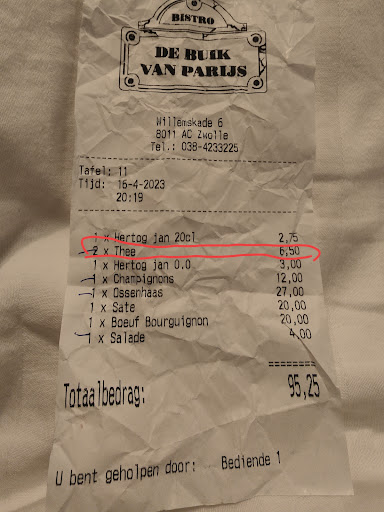 BISTRO
DE BUIK
VAN PARIJS
Willemskade 6
8011 AC Zwolle
Tel.: 038-4233225
Tafel: 11
Tijd: 16-4-2023
20:19
1 x Hertog jan 20cl 2,75
2 x Thee 6,50
1 x Hertog jan 0.0 3,00
1 x Champignons 12,00
1 x Ossenhaas 27,00
1 x Sate 20,00
1 x Boeuf Bourguignon 20,00
1 x Salade 4,00
========
Totaalbedrag: 95,25
U bent geholpen door: Bediende 1